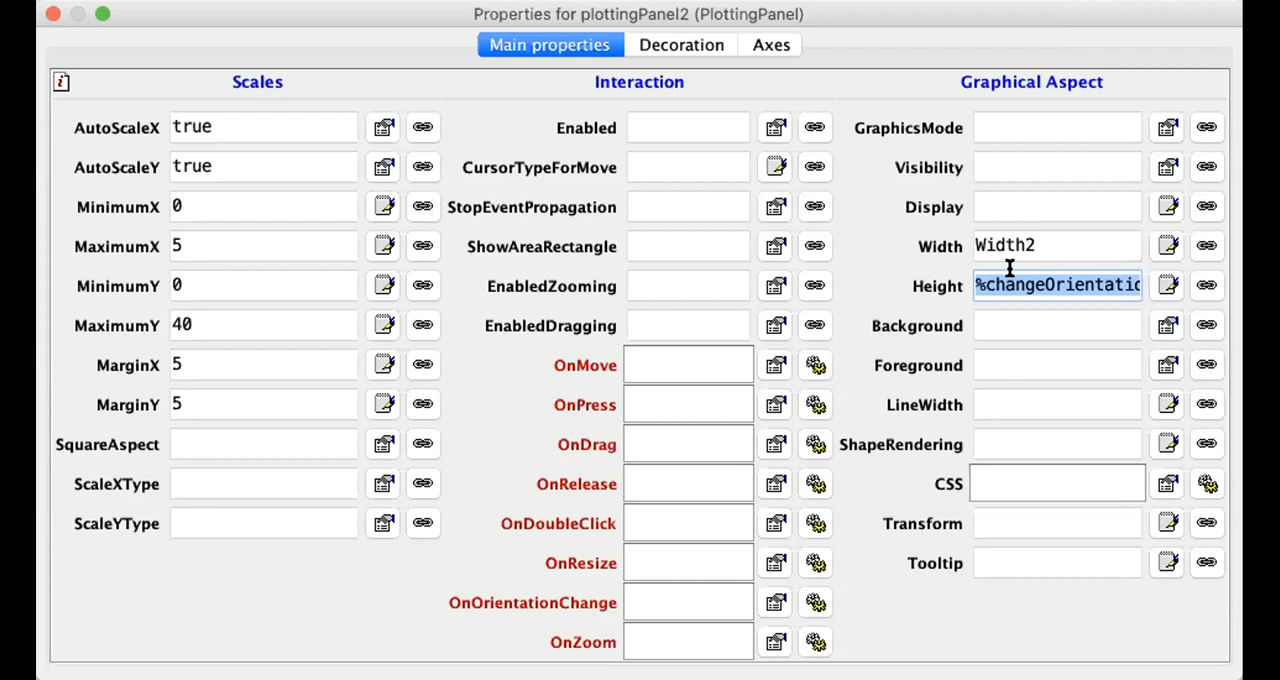 Properties for plottingPanel2 (PlottingPanel)
Main properties Decoration Axes
Scales Interaction Graphical Aspect
AutoScaleX true Enabled GraphicsMode
AutoScaleY true CursorTypeForMove Visibility
MinimumX 0 StopEventPropagation Display
MaximumX 5 ShowAreaRectangle Width Width2
MinimumY 0 EnabledZooming Height %changeOrientatic
MaximumY 40 EnabledDragging Background
MarginX 5 OnMove Foreground
MarginY 5 OnPress LineWidth
SquareAspect OnDrag ShapeRendering
ScaleXType OnRelease CSS
ScaleYType OnDoubleClick Transform
OnResize Tooltip
OnOrientationChange
OnZoom